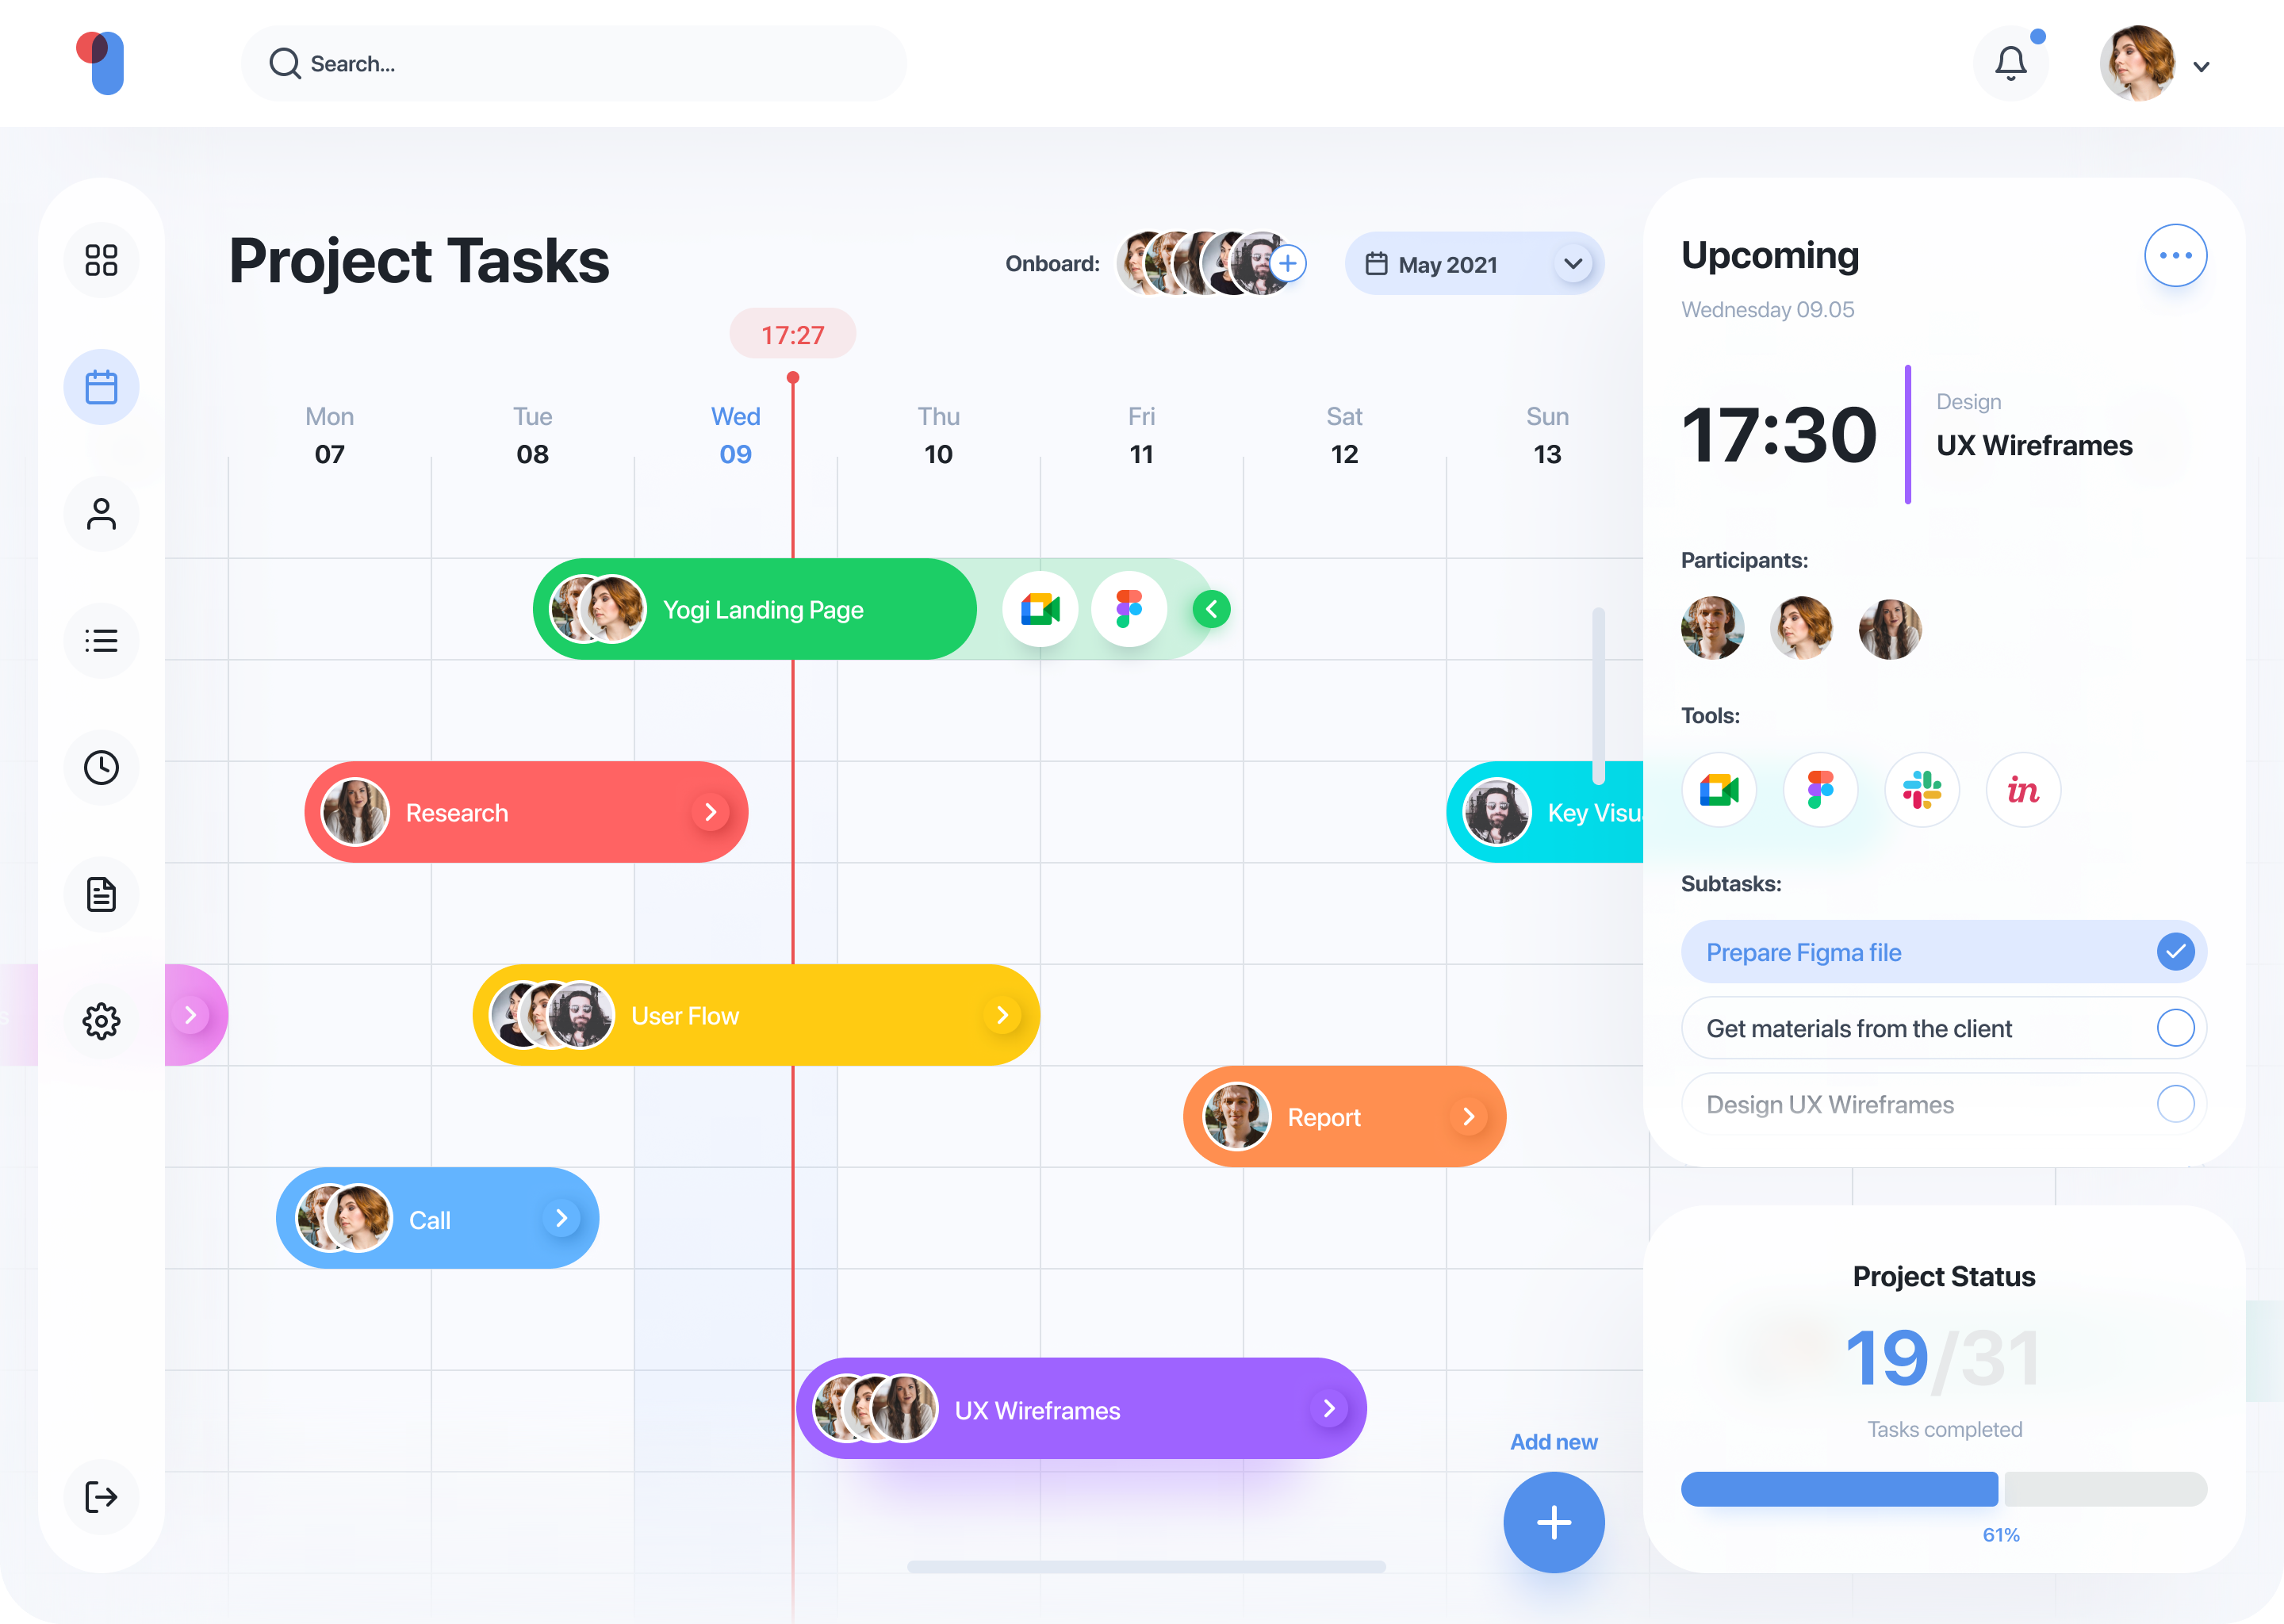 Search...
Project Tasks
Onboard:
May 2021
17:27
Mon
07
Tue
08
Wed
09
Thu
10
Fri
11
Sat
12
Sun
13
Yogi Landing Page
Research
Key Visu
User Flow
Report
Call
UX Wireframes
Add new
Upcoming
Wednesday 09.05
17:30
Design
UX Wireframes
Participants:
Tools:
in
Subtasks:
Prepare Figma file
Get materials from the client
Design UX Wireframes
Project Status
19/31
Tasks completed
61%